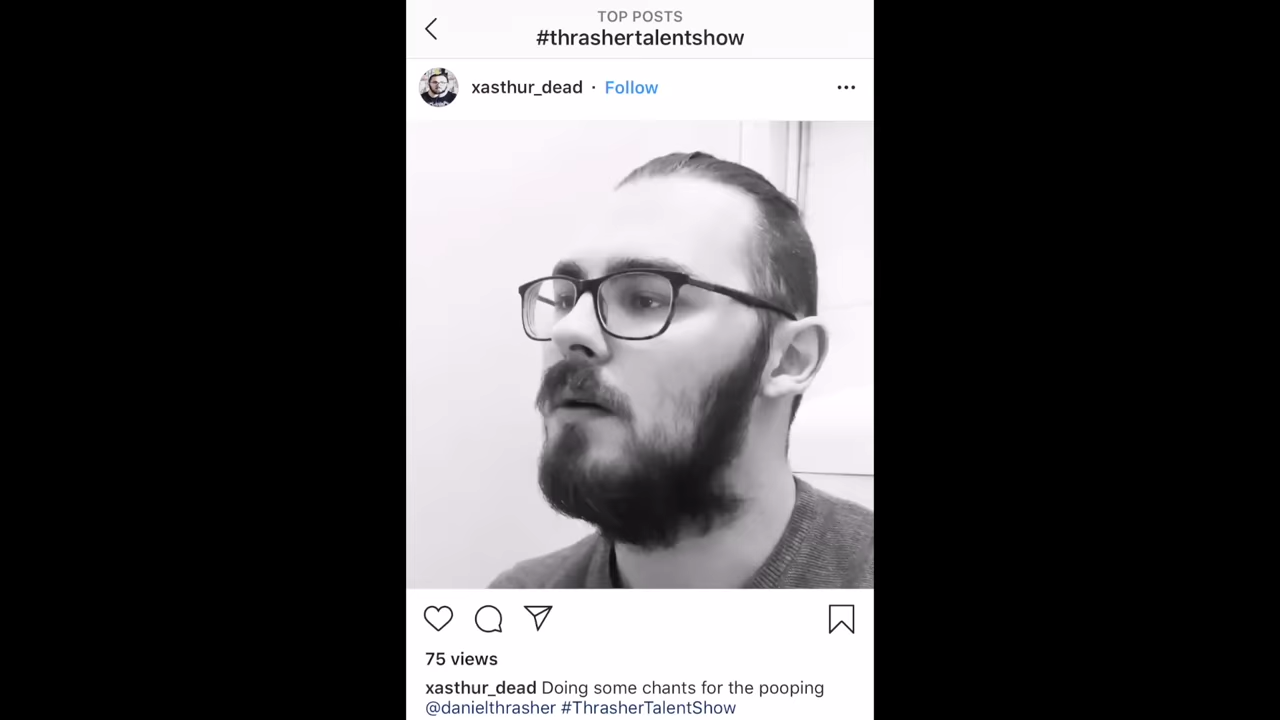 TOP POSTS
#thrashertalentshow
xasthur_dead · Follow
75 views
xasthur_dead Doing some chants for the pooping
@danielthrasher #ThrasherTalentShow